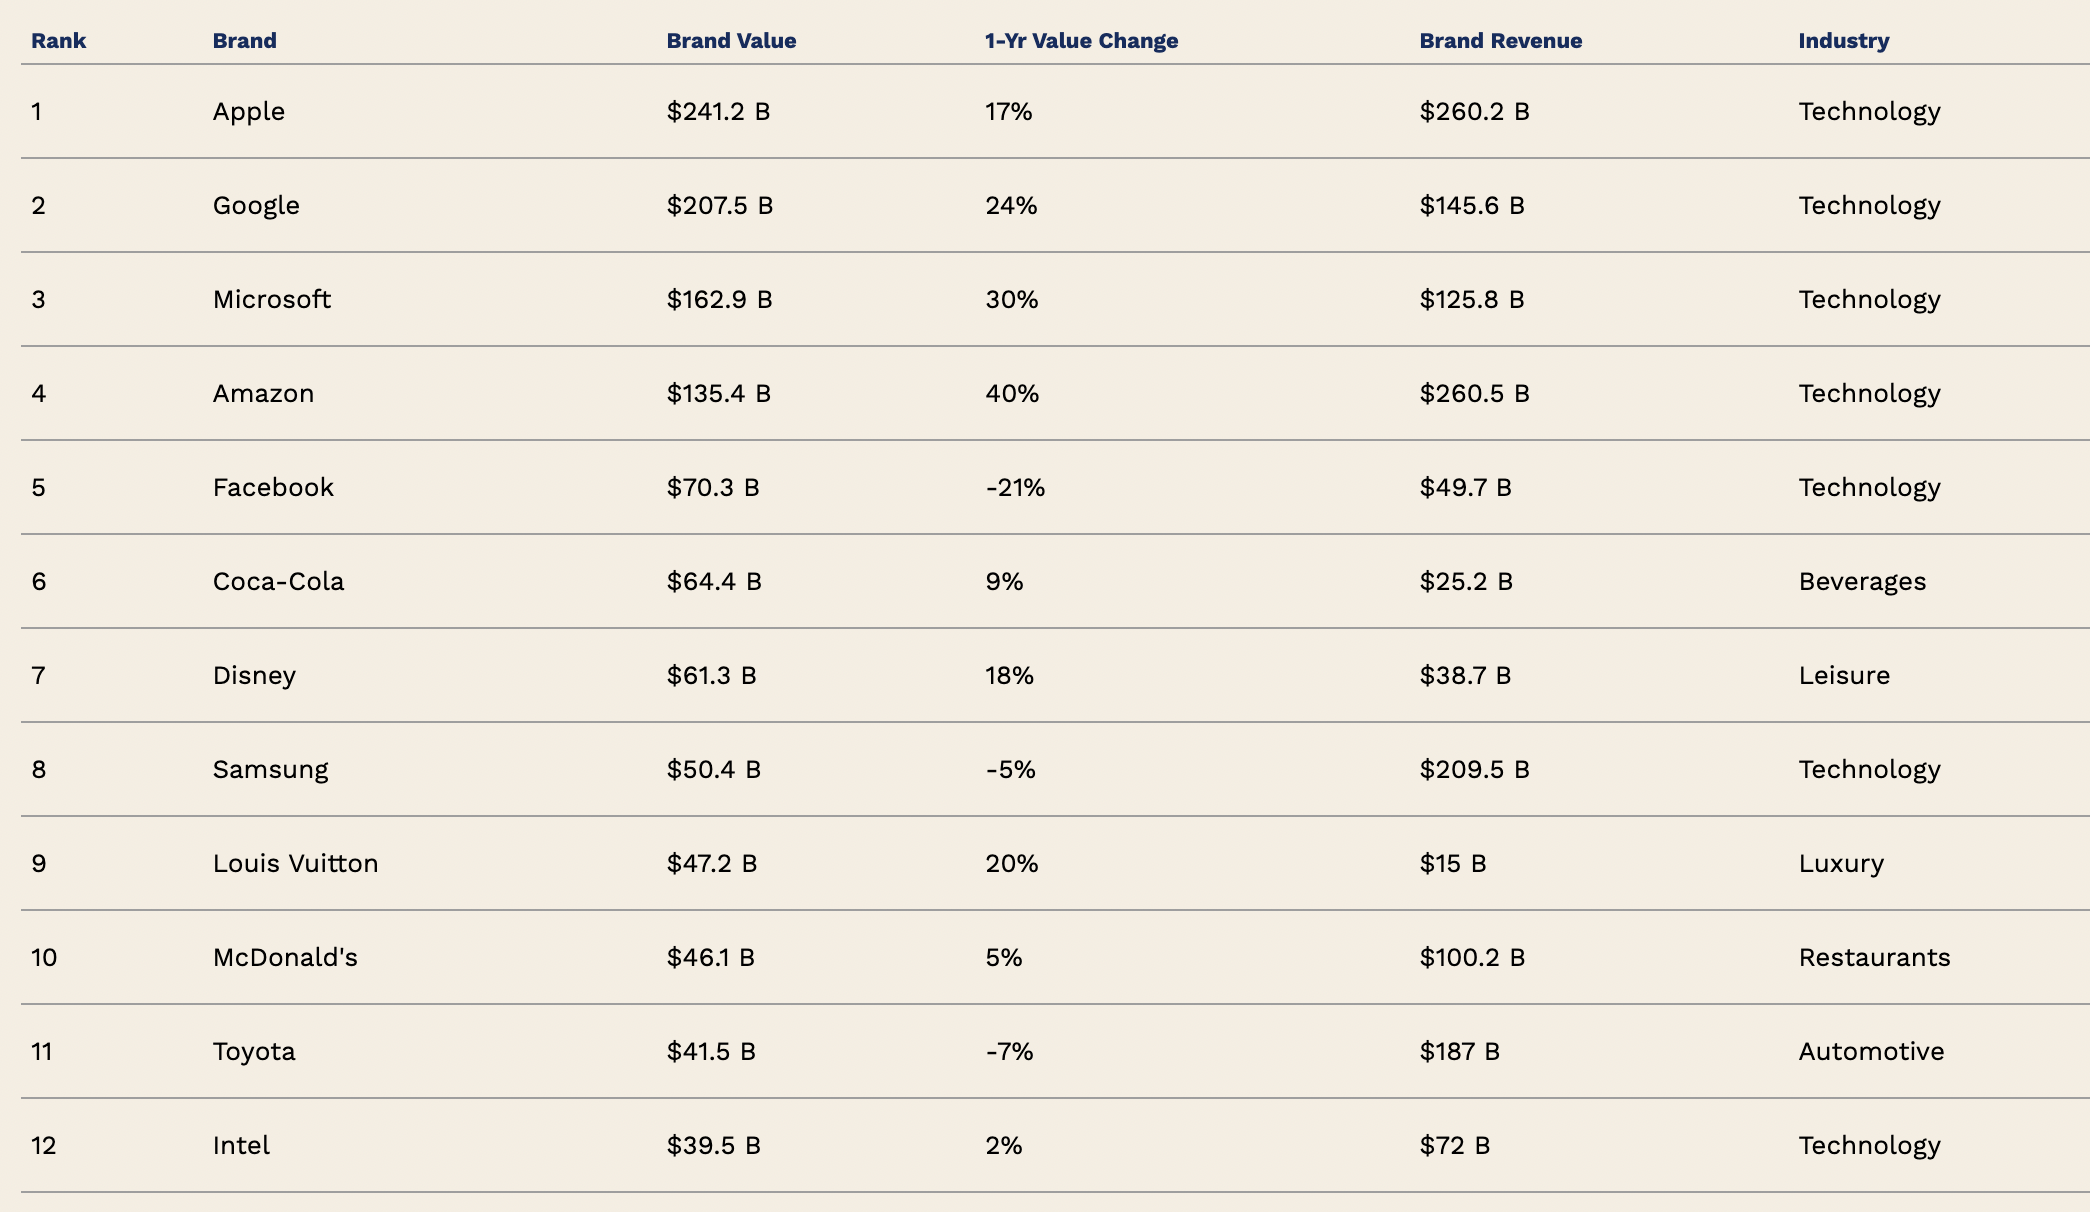 Rank Brand Brand Value 1-Yr Value Change Brand Revenue Industry
1 Apple $241.2 B 17% $260.2 B Technology
2 Google $207.5 B 24% $145.6 B Technology
3 Microsoft $162.9 B 30% $125.8 B Technology
4 Amazon $135.4 B 40% $260.5 B Technology
5 Facebook $70.3 B -21% $49.7 B Technology
6 Coca-Cola $64.4 B 9% $25.2 B Beverages
7 Disney $61.3 B 18% $38.7 B Leisure
8 Samsung $50.4 B -5% $209.5 B Technology
9 Louis Vuitton $47.2 B 20% $15 B Luxury
10 McDonald's $46.1 B 5% $100.2 B Restaurants
11 Toyota $41.5 B -7% $187 B Automotive
12 Intel $39.5 B 2% $72 B Technology